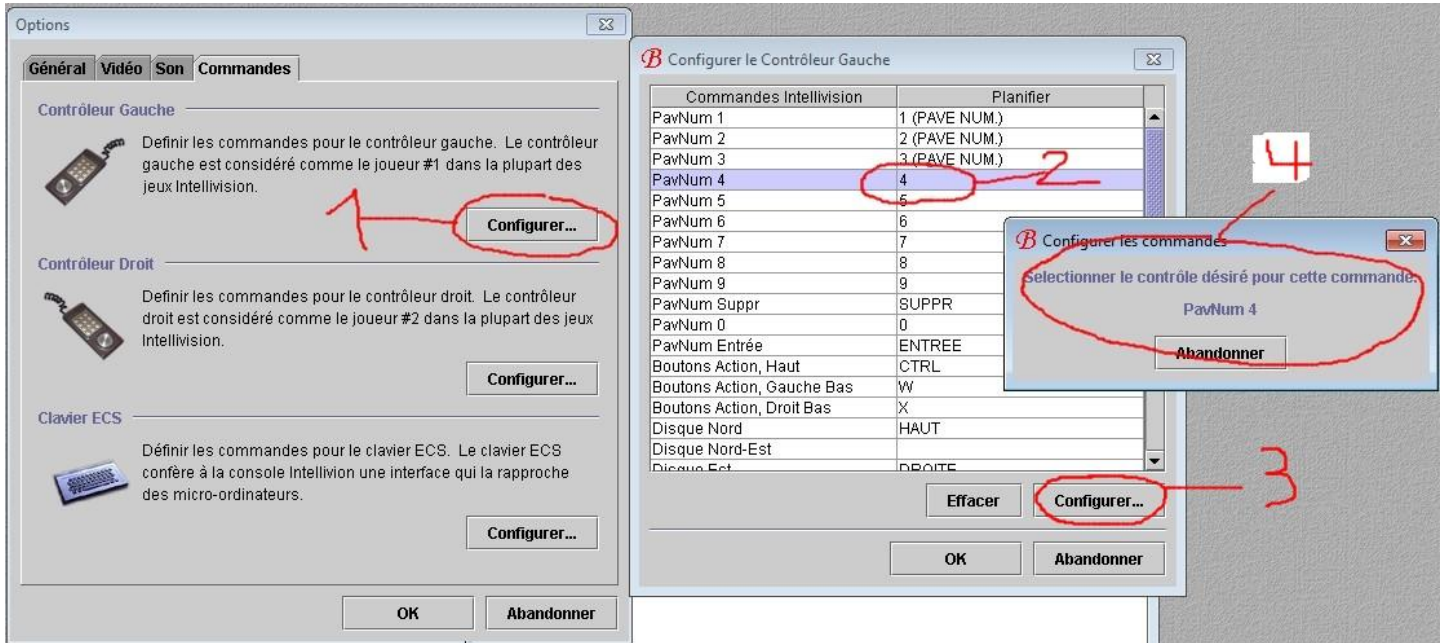 Options
Général Vidéo Son Commandes
Contrôleur Gauche
Definir les commandes pour le contrôleur gauche. Le contrôleur
gauche est considéré comme le joueur #1 dans la plupart des
jeux Intellivision.
1
Configurer...
Contrôleur Droit
Definir les commandes pour le contrôleur droit. Le contrôleur
droit est considéré comme le joueur #2 dans la plupart des jeux
Intellivision.
Configurer...
Clavier ECS
Définir les commandes pour le clavier ECS. Le clavier ECS
confère à la console Intellivion une interface qui la rapproche
des micro-ordinateurs.
Configurer...
OK Abandonner
B Configurer le Contrôleur Gauche
Commandes Intellivision Planifier
PavNum 1 1 (PAVE NUM.)
PavNum 2 2 (PAVE NUM.)
PavNum 3 3 (PAVE NUM.)
PavNum 4 4
2
PavNum 5 5
PavNum 6 6
PavNum 7 7
PavNum 8 8
PavNum 9 9
PavNum Suppr SUPPR
PavNum 0 0
PavNum Entrée ENTREE
Boutons Action, Haut CTRL
Boutons Action, Gauche Bas W
Boutons Action, Droit Bas X
Disque Nord HAUT
Disque Nord-Est
Disque Est DROITE
Effacer Configurer...
3
OK Abandonner
4
B Configurer les commandes
Selectionner le contrôle désiré pour cette commande.
PavNum 4
Abandonner